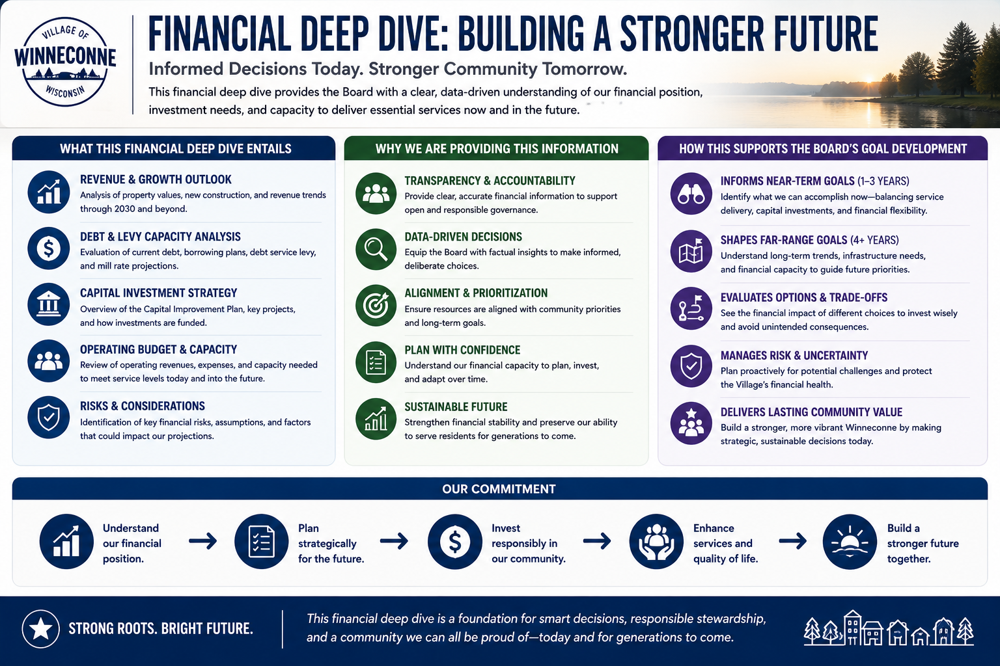 VILLAGE OF
WINNECONNE
WISCONSIN
FINANCIAL DEEP DIVE: BUILDING A STRONGER FUTURE
Informed Decisions Today. Stronger Community Tomorrow.
This financial deep dive provides the Board with a clear, data-driven understanding of our financial position,
investment needs, and capacity to deliver essential services now and in the future.
WHAT THIS FINANCIAL DEEP DIVE ENTAILS
REVENUE & GROWTH OUTLOOK
Analysis of property values, new construction, and revenue trends
through 2030 and beyond.
DEBT & LEVY CAPACITY ANALYSIS
Evaluation of current debt, borrowing plans, debt service levy,
and mill rate projections.
CAPITAL INVESTMENT STRATEGY
Overview of the Capital Improvement Plan, key projects,
and how investments are funded.
OPERATING BUDGET & CAPACITY
Review of operating revenues, expenses, and capacity needed
to meet service levels today and into the future.
RISKS & CONSIDERATIONS
Identification of key financial risks, assumptions, and factors
that could impact our projections.
WHY WE ARE PROVIDING THIS INFORMATION
TRANSPARENCY & ACCOUNTABILITY
Provide clear, accurate financial information to support
open and responsible governance.
DATA-DRIVEN DECISIONS
Equip the Board with factual insights to make informed,
deliberate choices.
ALIGNMENT & PRIORITIZATION
Ensure resources are aligned with community priorities
and long-term goals.
PLAN WITH CONFIDENCE
Understand our financial capacity to plan, invest,
and adapt over time.
SUSTAINABLE FUTURE
Strengthen financial stability and preserve our ability
to serve residents for generations to come.
HOW THIS SUPPORTS THE BOARD'S GOAL DEVELOPMENT
INFORMS NEAR-TERM GOALS (1–3 YEARS)
Identify what we can accomplish now—balancing service
delivery, capital investments, and financial flexibility.
SHAPES FAR-RANGE GOALS (4+ YEARS)
Understand long-term trends, infrastructure needs,
and financial capacity to guide future priorities.
EVALUATES OPTIONS & TRADE-OFFS
See the financial impact of different choices to invest wisely
and avoid unintended consequences.
MANAGES RISK & UNCERTAINTY
Plan proactively for potential challenges and protect
the Village's financial health.
DELIVERS LASTING COMMUNITY VALUE
Build a stronger, more vibrant Winneconne by making
strategic, sustainable decisions today.
OUR COMMITMENT
Understand
our financial
position.
Plan
strategically
for the future.
$
Invest
responsibly in
our community.
Enhance
services and
quality of life.
Build a
stronger future
together.
STRONG ROOTS. BRIGHT FUTURE.
This financial deep dive is a foundation for smart decisions, responsible stewardship,
and a community we can all be proud of—today and for generations to come.